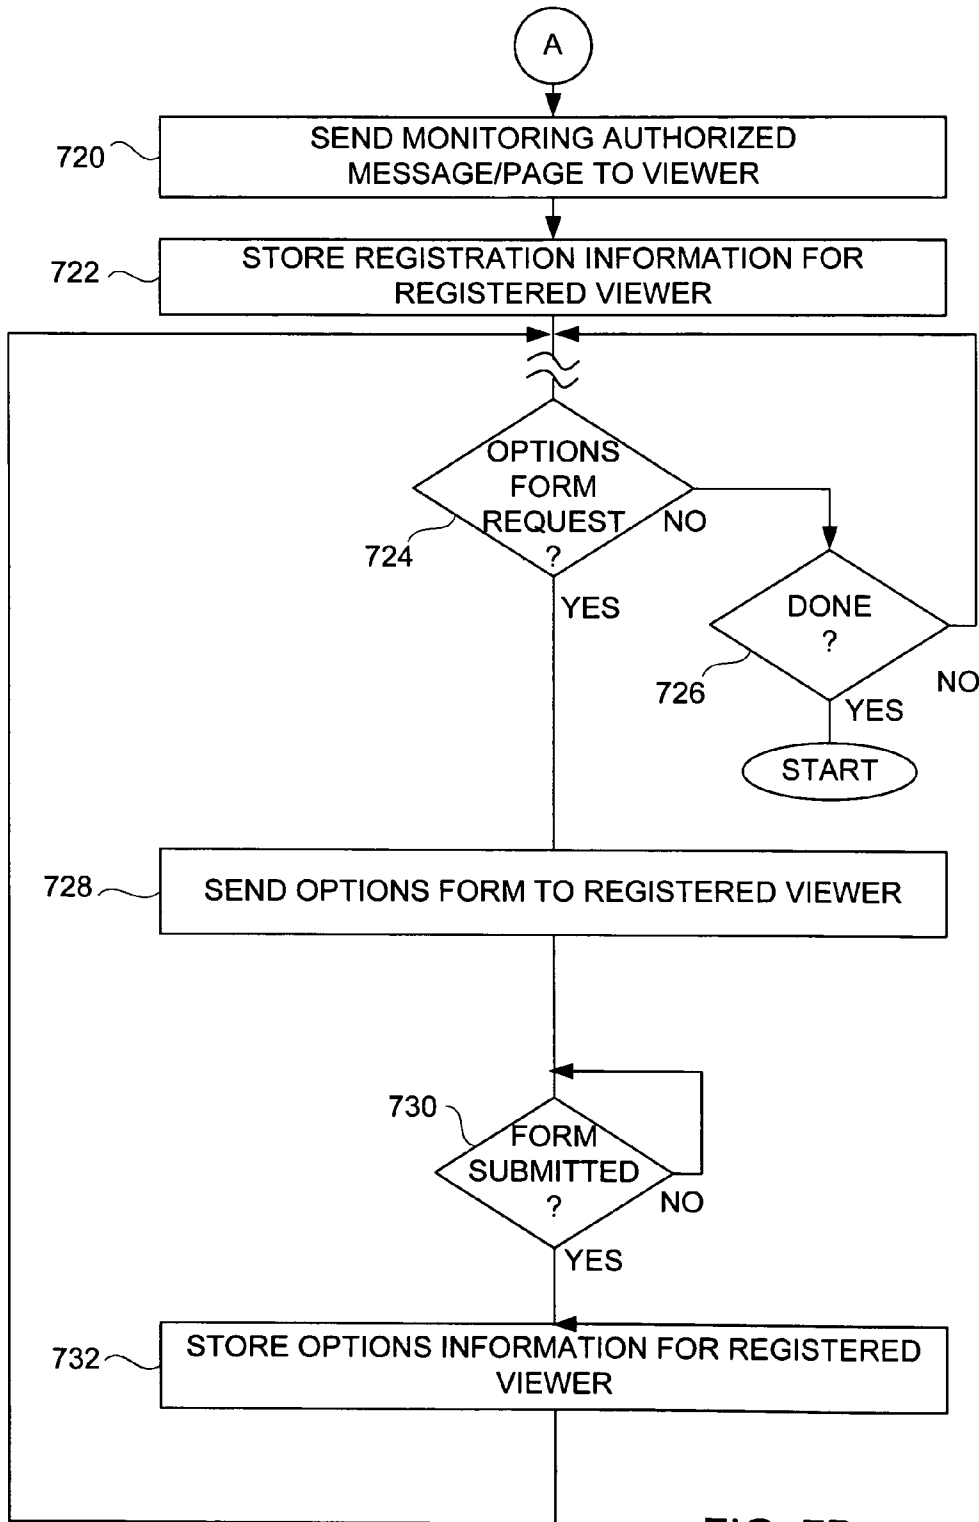 A
720
SEND MONITORING AUTHORIZED
MESSAGE/PAGE TO VIEWER
722
STORE REGISTRATION INFORMATION FOR
REGISTERED VIEWER
OPTIONS
FORM
REQUEST
?
724
NO
YES
DONE
?
726
NO
YES
START
728
SEND OPTIONS FORM TO REGISTERED VIEWER
730
FORM
SUBMITTED
?
NO
YES
732
STORE OPTIONS INFORMATION FOR REGISTERED
VIEWER